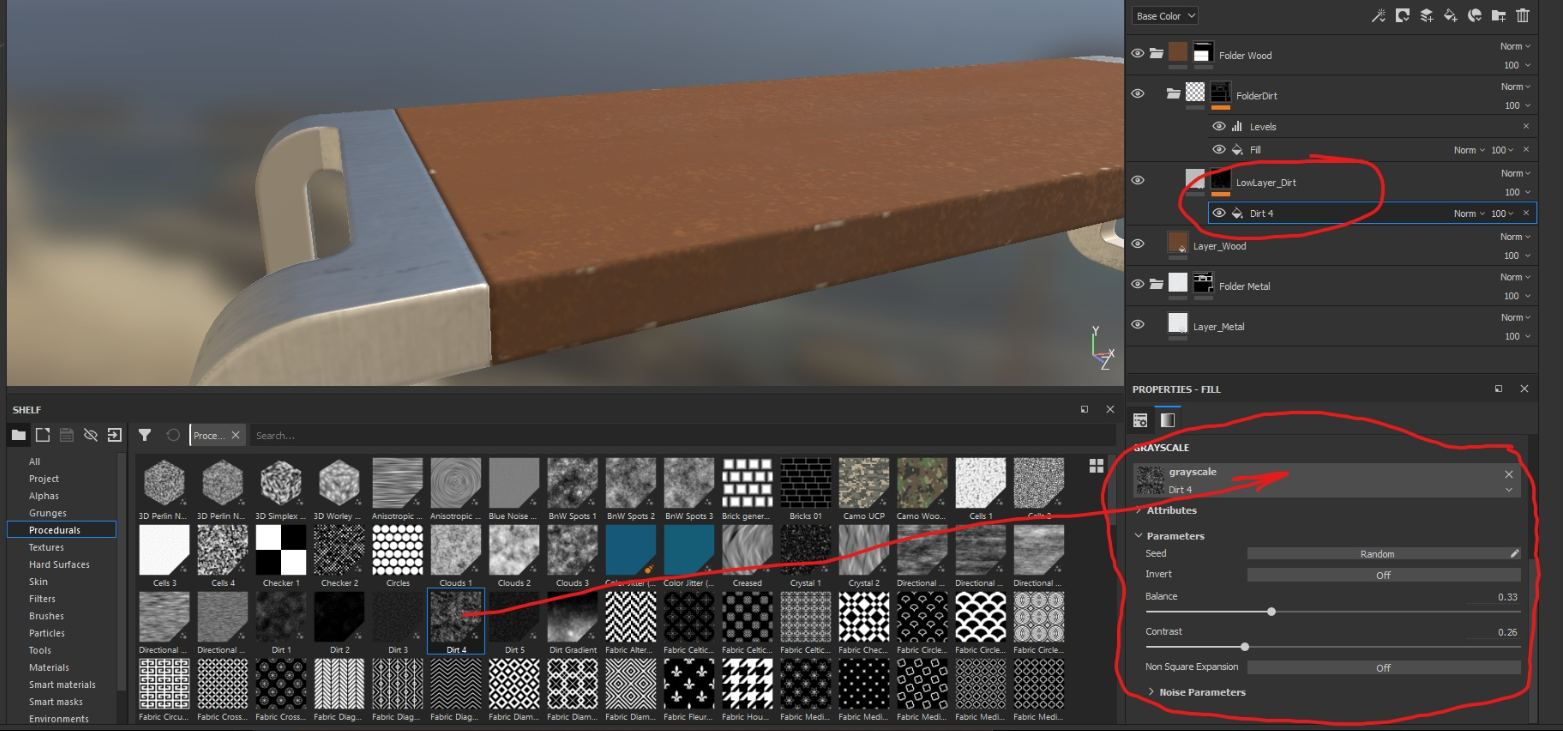 Base Color
Folder Wood
Norm
100
FolderDirt
Norm
100
Levels
Fill
Norm 100
LowLayer_Dirt
Norm
100
Dirt 4
Norm 100
Layer_Wood
Norm
100
Folder Metal
Norm
100
Layer_Metal
Norm
100
Y
X
Z
SHELF
Proce...
Search...
All
Project
Alphas
Grunges
Procedurals
Textures
Hard Surfaces
Skin
Filters
Brushes
Particles
Tools
Materials
Smart materials
Smart masks
Environments
3D Perlin N... 3D Perlin N... 3D Simplex ... 3D Worley ... Anisotropic ... Anisotropic ... Blue Noise ... BnW Spots 1 BnW Spots 2 BnW Spots 3 Brick gener... Bricks 01 Camo UCP Camo Woo... Cells 1 Cells 2
Cells 3 Cells 4 Checker 1 Checker 2 Circles Clouds 1 Clouds 2 Clouds 3 Color Jitter (... Color Jitter (... Creased Crystal 1 Crystal 2 Directional ... Directional ... Directional ...
Directional ... Directional ... Dirt 1 Dirt 2 Dirt 3 Dirt 4 Dirt 5 Dirt Gradient Fabric Alter... Fabric Celtic... Fabric Celtic... Fabric Celtic... Fabric Chec... Fabric Circle... Fabric Circle... Fabric Circle...
Fabric Circu... Fabric Cross... Fabric Cross... Fabric Diag... Fabric Diag... Fabric Diag... Fabric Diam... Fabric Diam... Fabric Diam... Fabric Fleur... Fabric Hou... Fabric Medi... Fabric Medi... Fabric Medi... Fabric Medi... Fabric Medi...
PROPERTIES - FILL
GRAYSCALE
grayscale
Dirt 4
Attributes
Parameters
Seed Random
Invert Off
Balance 0.33
Contrast 0.26
Non Square Expansion Off
Noise Parameters